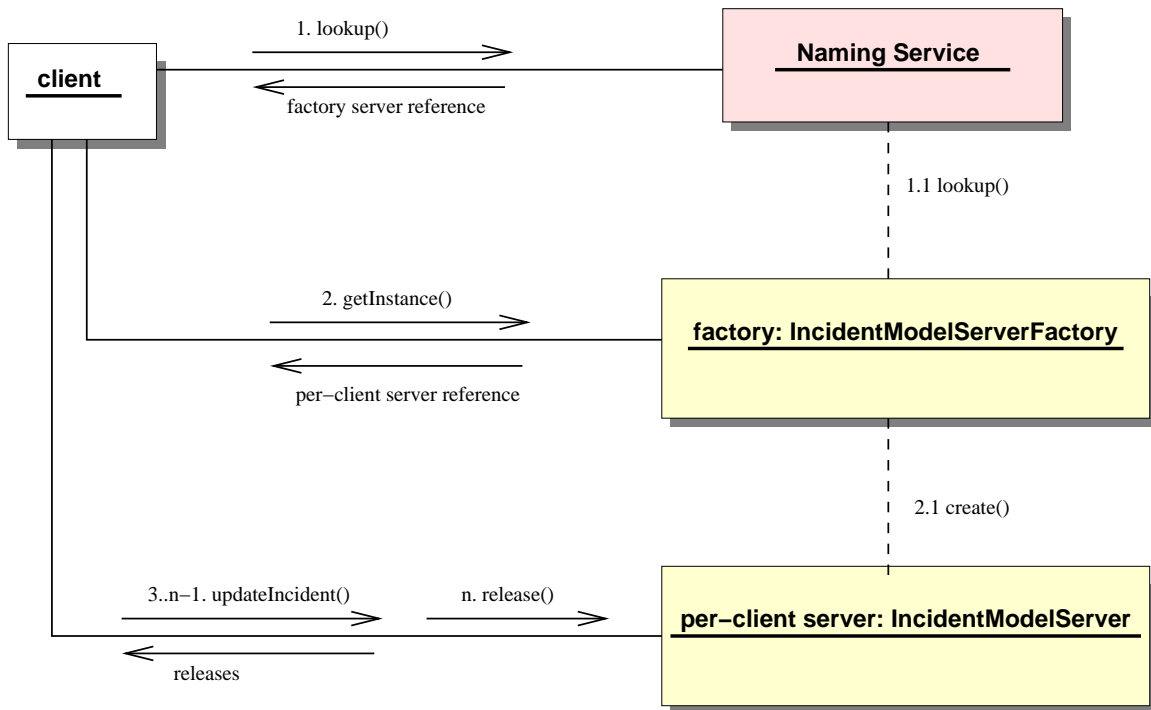 1. lookup()
client
Naming Service
factory server reference
1.1 lookup()
2. getInstance()
factory: IncidentModelServerFactory
per−client server reference
2.1 create()
3..n−1. updateIncident()
n. release()
per−client server: IncidentModelServer
releases